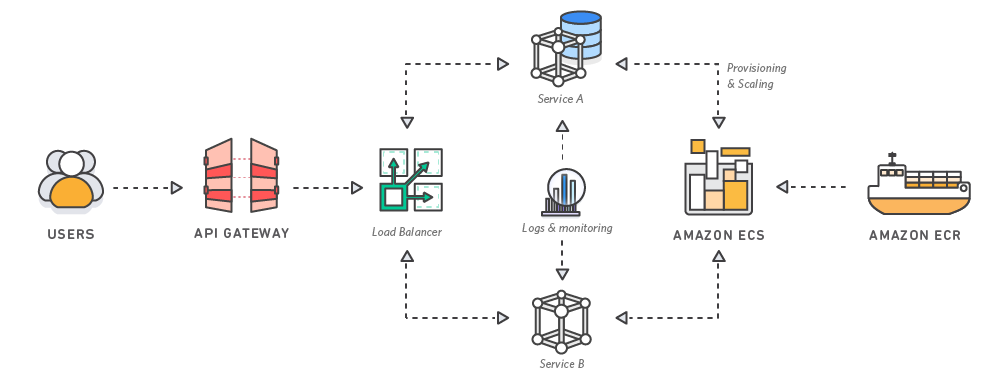 Service A
Provisioning
& Scaling
USERS
API GATEWAY
Load Balancer
Logs & monitoring
AMAZON ECS
AMAZON ECR
Service B